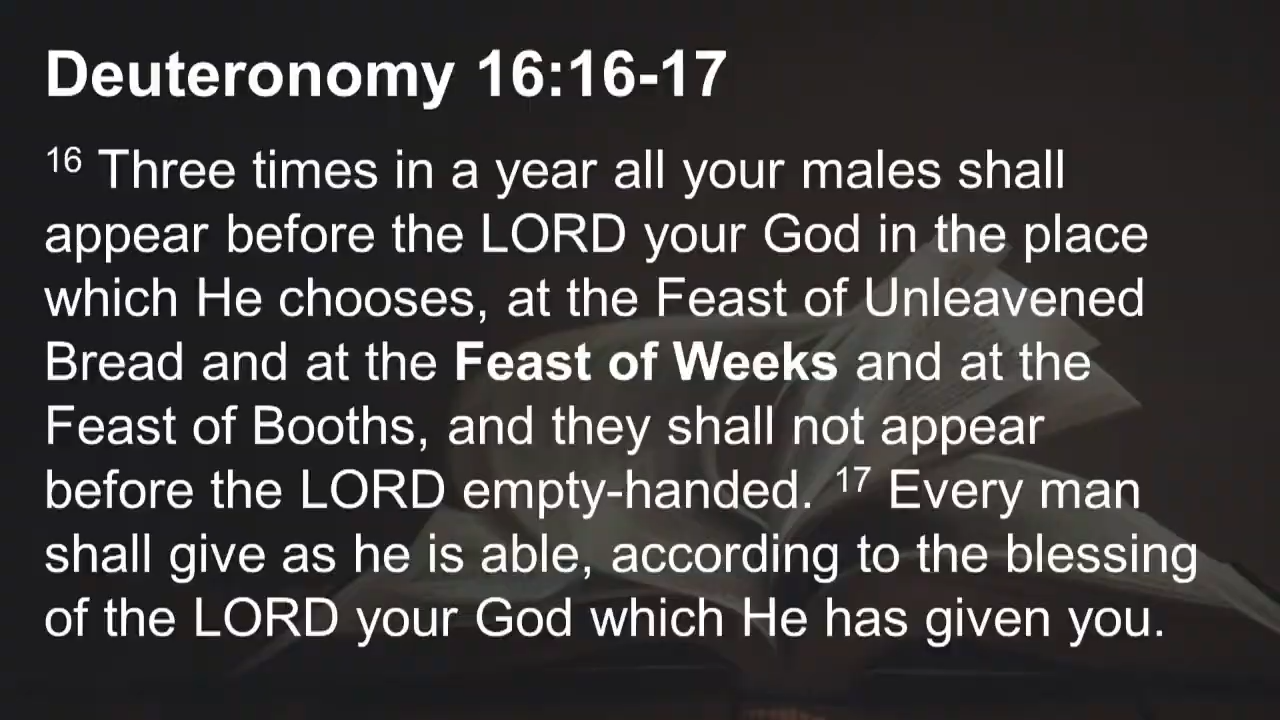 Deuteronomy 16:16-17
16 Three times in a year all your males shall
appear before the LORD your God in the place
which He chooses, at the Feast of Unleavened
Bread and at the Feast of Weeks and at the
Feast of Booths, and they shall not appear
before the LORD empty-handed. 17 Every man
shall give as he is able, according to the blessing
of the LORD your God which He has given you.